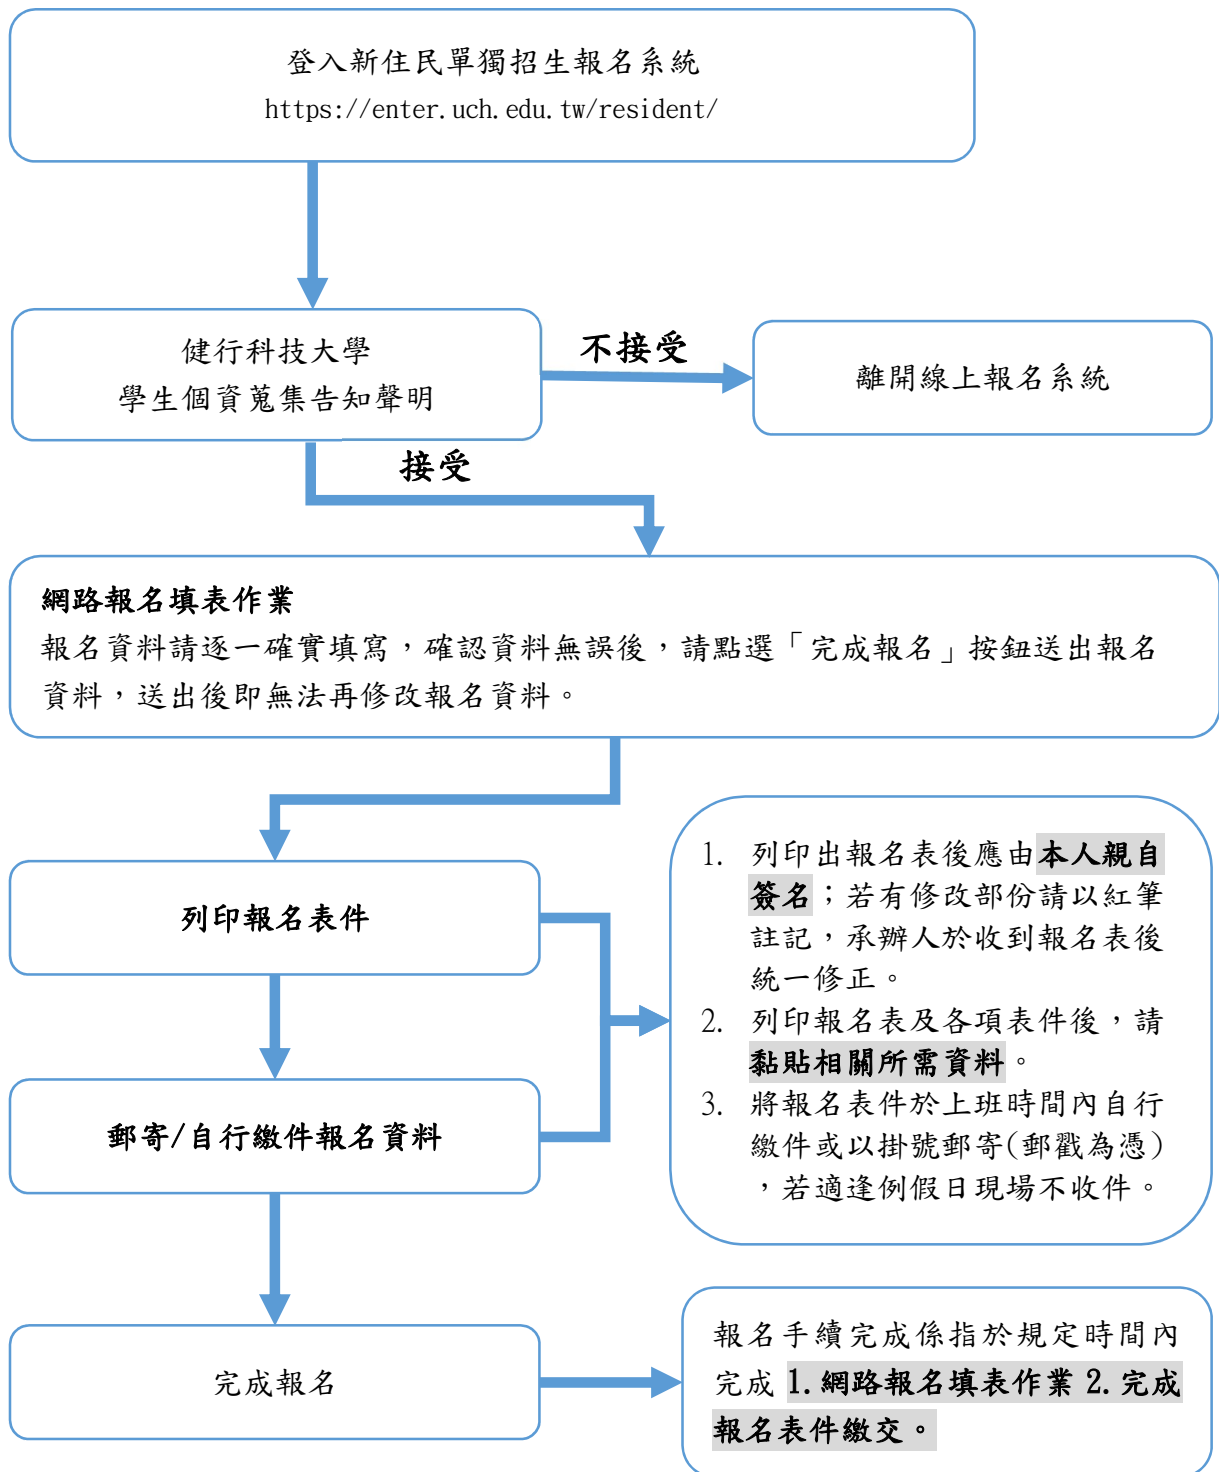 登入新住民單獨招生報名系統
https://enter.uch.edu.tw/resident/
健行科技大學
學生個資蒐集告知聲明
不接受
離開線上報名系統
接受
網路報名填表作業
報名資料請逐一確實填寫，確認資料無誤後，請點選「完成報名」按鈕送出報名
資料，送出後即無法再修改報名資料。
列印報名表件
郵寄/自行繳件報名資料
1. 列印出報名表後應由本人親自
簽名；若有修改部份請以紅筆
註記，承辦人於收到報名表後
統一修正。
2. 列印報名表及各項表件後，請
黏貼相關所需資料。
3. 將報名表件於上班時間內自行
繳件或以掛號郵寄(郵戳為憑)
，若適逢例假日現場不收件。
完成報名
報名手續完成係指於規定時間內
完成 1.網路報名填表作業 2.完成
報名表件繳交。